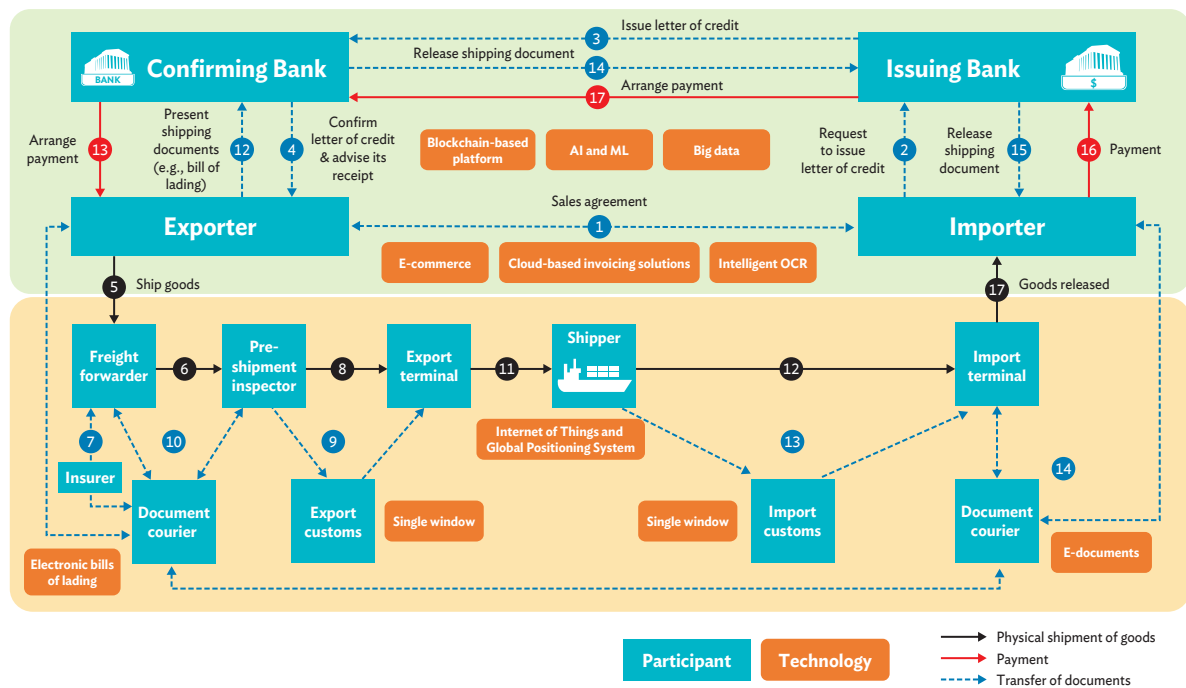 Issue letter of credit
3
Release shipping document
14
Arrange payment
17
BANK
Confirming Bank
Issuing Bank
$
Arrange
payment
13
Present
shipping
documents
(e.g., bill of
lading)
12
4
Confirm
letter of credit
& advise its
receipt
Blockchain-based
platform
AI and ML
Big data
Request
to issue
letter of credit
2
Release
shipping
document
15
16
Payment
Exporter
Sales agreement
1
Importer
E-commerce
Cloud-based invoicing solutions
Intelligent OCR
5
Ship goods
17
Goods released
Freight
forwarder
6
Pre-
shipment
inspector
8
Export
terminal
11
Shipper
12
Import
terminal
7
10
9
Internet of Things and
Global Positioning System
13
14
Insurer
Document
courier
Export
customs
Single window
Single window
Import
customs
Document
courier
Electronic bills
of lading
E-documents
Participant
Technology
Physical shipment of goods
Payment
Transfer of documents